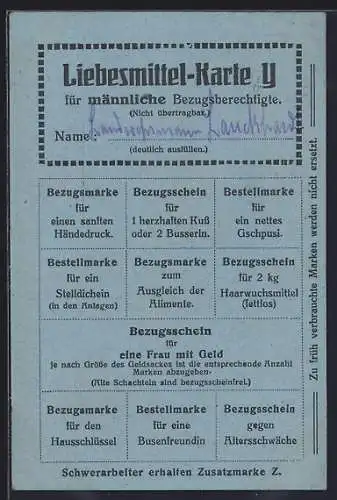 Liebesmittel-Karte Y
für männliche Bezugsberechtigte.
(Nicht übertragbar.)
Name:
(deutlich ausfüllen.)
Bezugsmarke
für
einen sanften
Händedruck.
Bezugsschein
für
1 herzhaften Kuß
oder 2 Busserln.
Bestellmarke
für
ein nettes
Gschpusi.
Bestellmarke
für ein
Stelldichein
(in den Anlagen)
Bezugsmarke
zum
Ausgleich der
Alimente.
Bezugsschein
für 2 kg
Haarwuchsmittel
(fettlos)
Bezugsschein
für
eine Frau mit Geld
je nach Größe des Geldsackes ist die entsprechende Anzahl
Marken abzugeben.
(Alte Schachteln sind bezugsscheinfrei.)
Bezugsmarke
für den
Hausschlüssel
Bestellmarke
für eine
Busenfreundin
Bezugsschein
gegen
Altersschwäche
Schwerarbeiter erhalten Zusatzmarke Z.
Zu früh verbrauchte Marken werden nicht ersetzt.